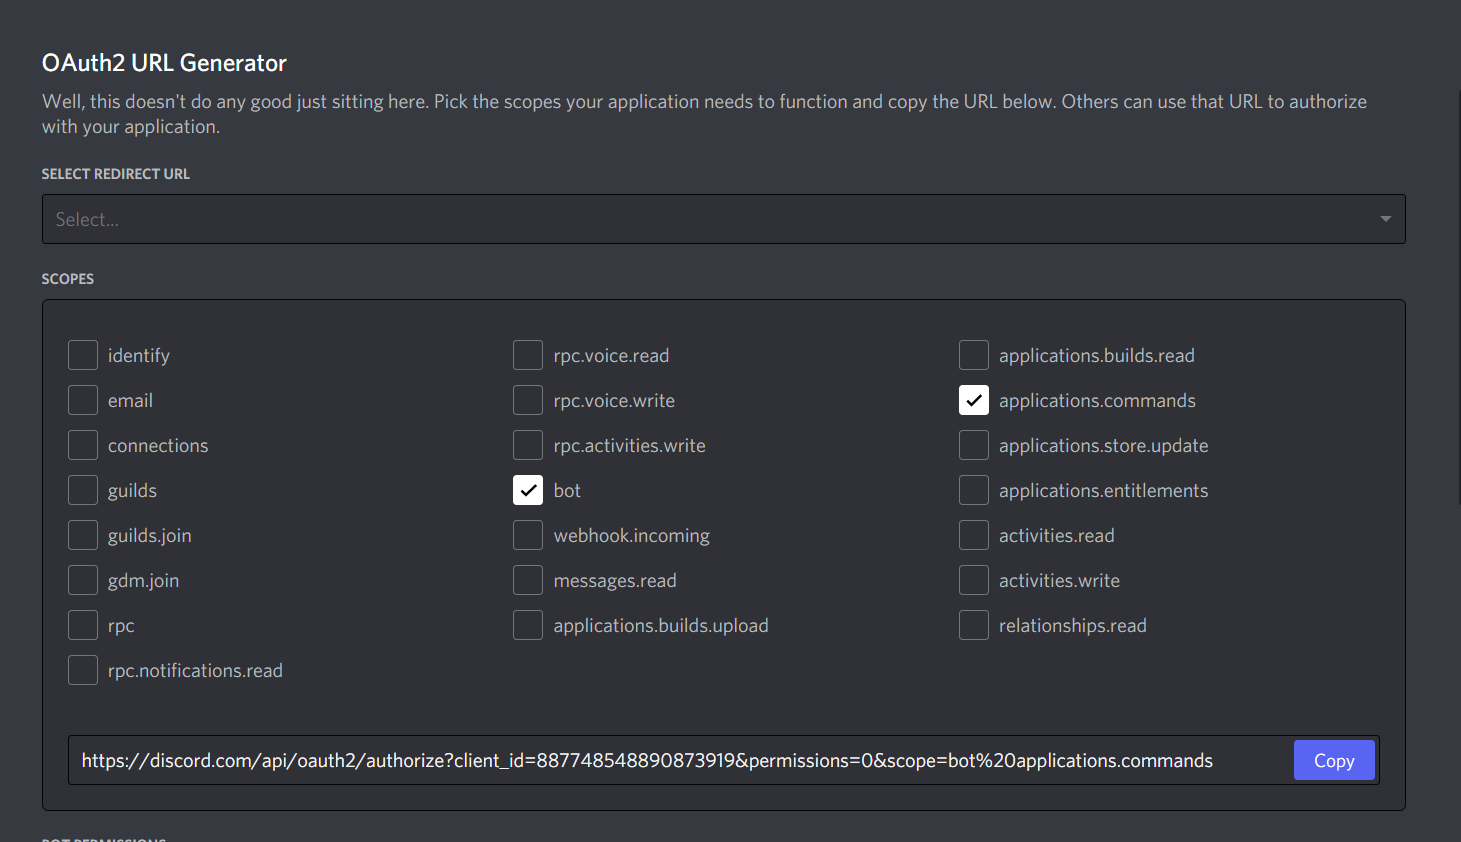 OAuth2 URL Generator
Well, this doesn't do any good just sitting here. Pick the scopes your application needs to function and copy the URL below. Others can use that URL to authorize
with your application.
SELECT REDIRECT URL
Select...
SCOPES
identify
email
connections
guilds
guilds.join
gdm.join
rpc
rpc.notifications.read
rpc.voice.read
rpc.voice.write
rpc.activities.write
bot
webhook.incoming
messages.read
applications.builds.upload
applications.builds.read
applications.commands
applications.store.update
applications.entitlements
activities.read
activities.write
relationships.read
https://discord.com/api/oauth2/authorize?client_id=887748548890873919&permissions=0&scope=bot%20applications.commands
Copy
BOT PERMISSIONS